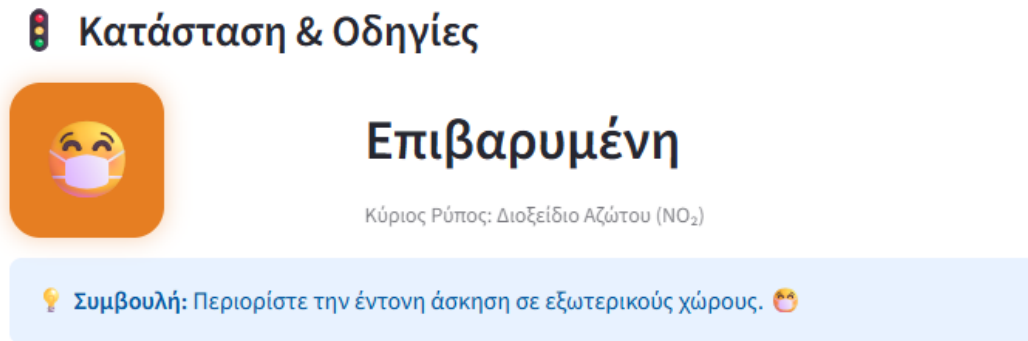 🚦 Κατάσταση & Οδηγίες
Επιβαρυμένη
Κύριος Ρύπος: Διοξείδιο Αζώτου (NO₂)
💡 Συμβουλή: Περιορίστε την έντονη άσκηση σε εξωτερικούς χώρους. 😷